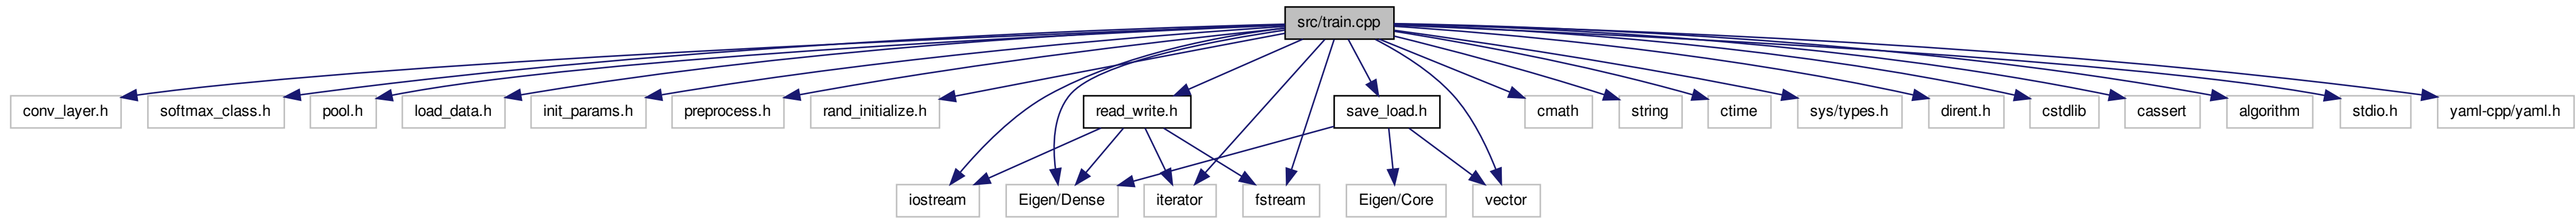 src/train.cpp
conv_layer.h
softmax_class.h
pool.h
load_data.h
init_params.h
preprocess.h
rand_initialize.h
read_write.h
save_load.h
cmath
string
ctime
sys/types.h
dirent.h
cstdlib
cassert
algorithm
stdio.h
yaml-cpp/yaml.h
iostream
Eigen/Dense
iterator
fstream
Eigen/Core
vector